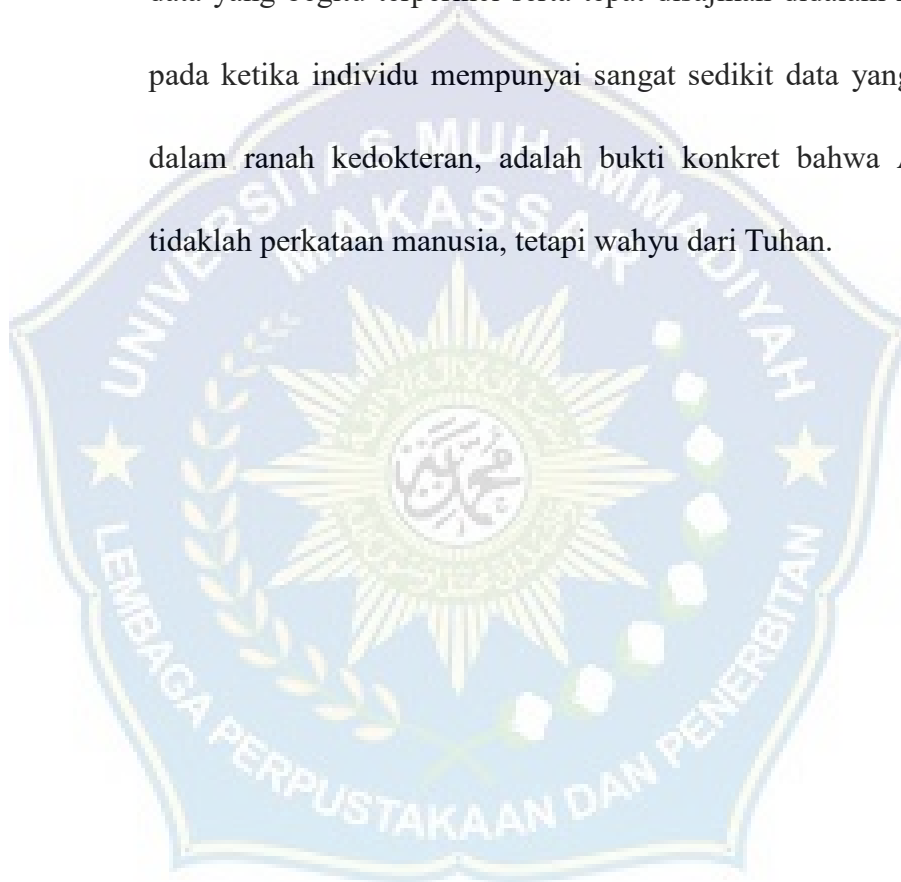 pada ketika individu mempunyai sangat sedikit data yang
dalam ranah kedokteran, adalah bukti konkret bahwa
tidaklah perkataan manusia, tetapi wahyu dari Tuhan.
UNIVERSITAS MUHAMMADIYAH
MAKASSAR
LEMBAGA PERPUSTAKAAN DAN PENERBITAN